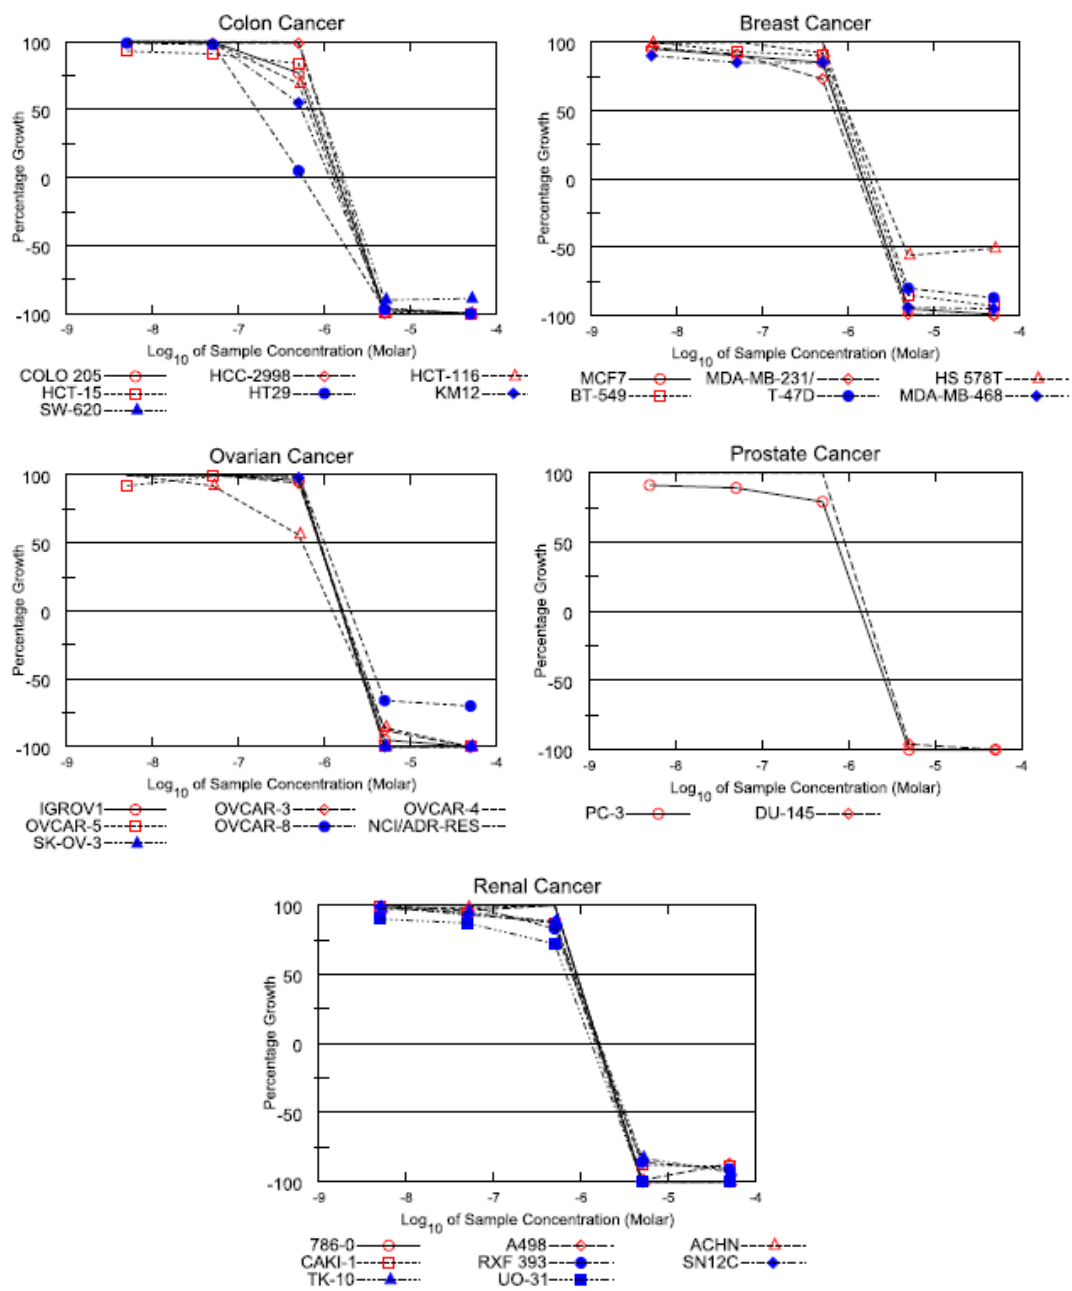 Colon Cancer
Percentage Growth
100
50
0
-50
-100
-9 -8 -7 -6 -5 -4
Log10 of Sample Concentration (Molar)
COLO 205 HCC-2998 HCT-116
HCT-15 HT29 KM12
SW-620
Breast Cancer
Percentage Growth
100
50
0
-50
-100
-9 -8 -7 -6 -5 -4
Log10 of Sample Concentration (Molar)
MCF7 MDA-MB-231/ HS 578T
BT-549 T-47D MDA-MB-468
Ovarian Cancer
Percentage Growth
100
50
0
-50
-100
-9 -8 -7 -6 -5 -4
Log10 of Sample Concentration (Molar)
IGROV1 OVCAR-3 OVCAR-4
OVCAR-5 OVCAR-8 NCI/ADR-RES
SK-OV-3
Prostate Cancer
Percentage Growth
100
50
0
-50
-100
-9 -8 -7 -6 -5 -4
Log10 of Sample Concentration (Molar)
PC-3 DU-145
Renal Cancer
Percentage Growth
100
50
0
-50
-100
-9 -8 -7 -6 -5 -4
Log10 of Sample Concentration (Molar)
786-0 A498 ACHN
CAKI-1 RXF 393 SN12C
TK-10 UO-31